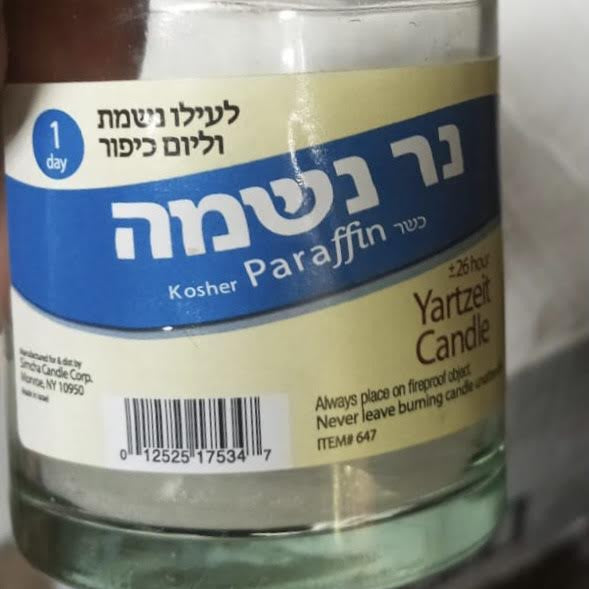 1
day
לעילו נשמת
וליום כיפור
נר נשמה
Kosher Paraffin כשר
±26 hour
Yartzeit
Candle
Manufactured for & dist by
Simcha Candle Corp.
Monroe, NY 10950
Made in Israel
Always place on fireproof object
Never leave burning candle
ITEM# 647
0 12525 17534 7